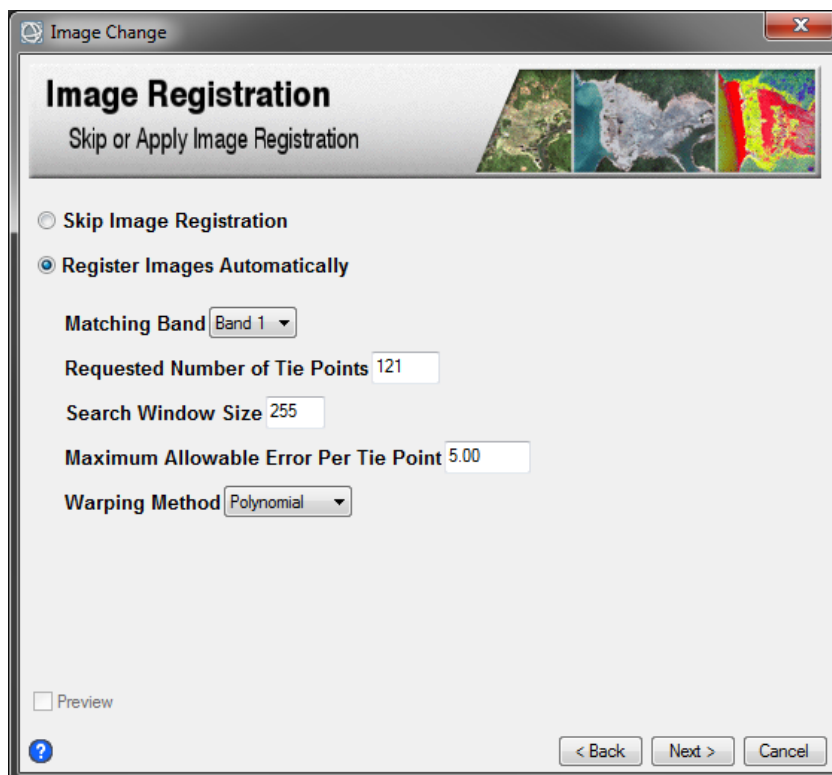 Image Change
Image Registration
Skip or Apply Image Registration
Skip Image Registration
Register Images Automatically
Matching Band Band 1
Requested Number of Tie Points 121
Search Window Size 255
Maximum Allowable Error Per Tie Point 5.00
Warping Method Polynomial
Preview
? < Back Next > Cancel